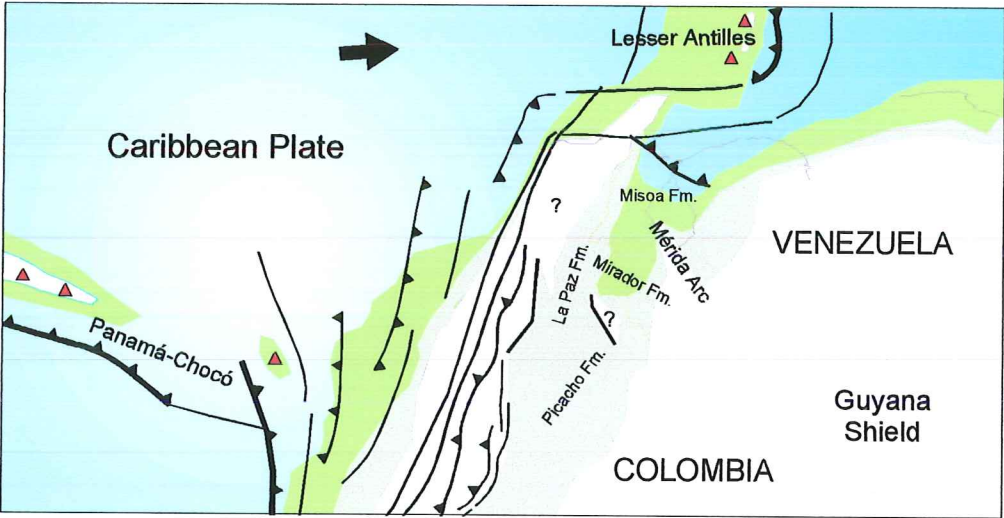 Lesser Antilles
Caribbean Plate
?
Misoa Fm.
VENEZUELA
Mérida Arc
La Paz Fm.
Mirador Fm.
?
Panamá-Chocó
Picacho Fm.
Guyana
Shield
COLOMBIA